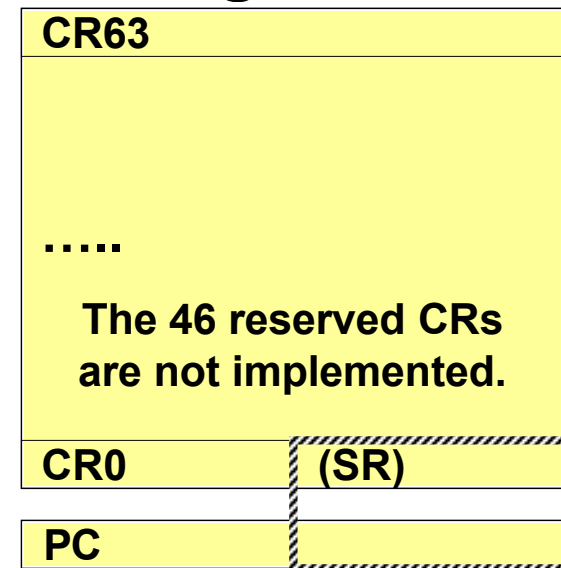 CR63
.....
The 46 reserved CRs
are not implemented.
CR0 (SR)
PC